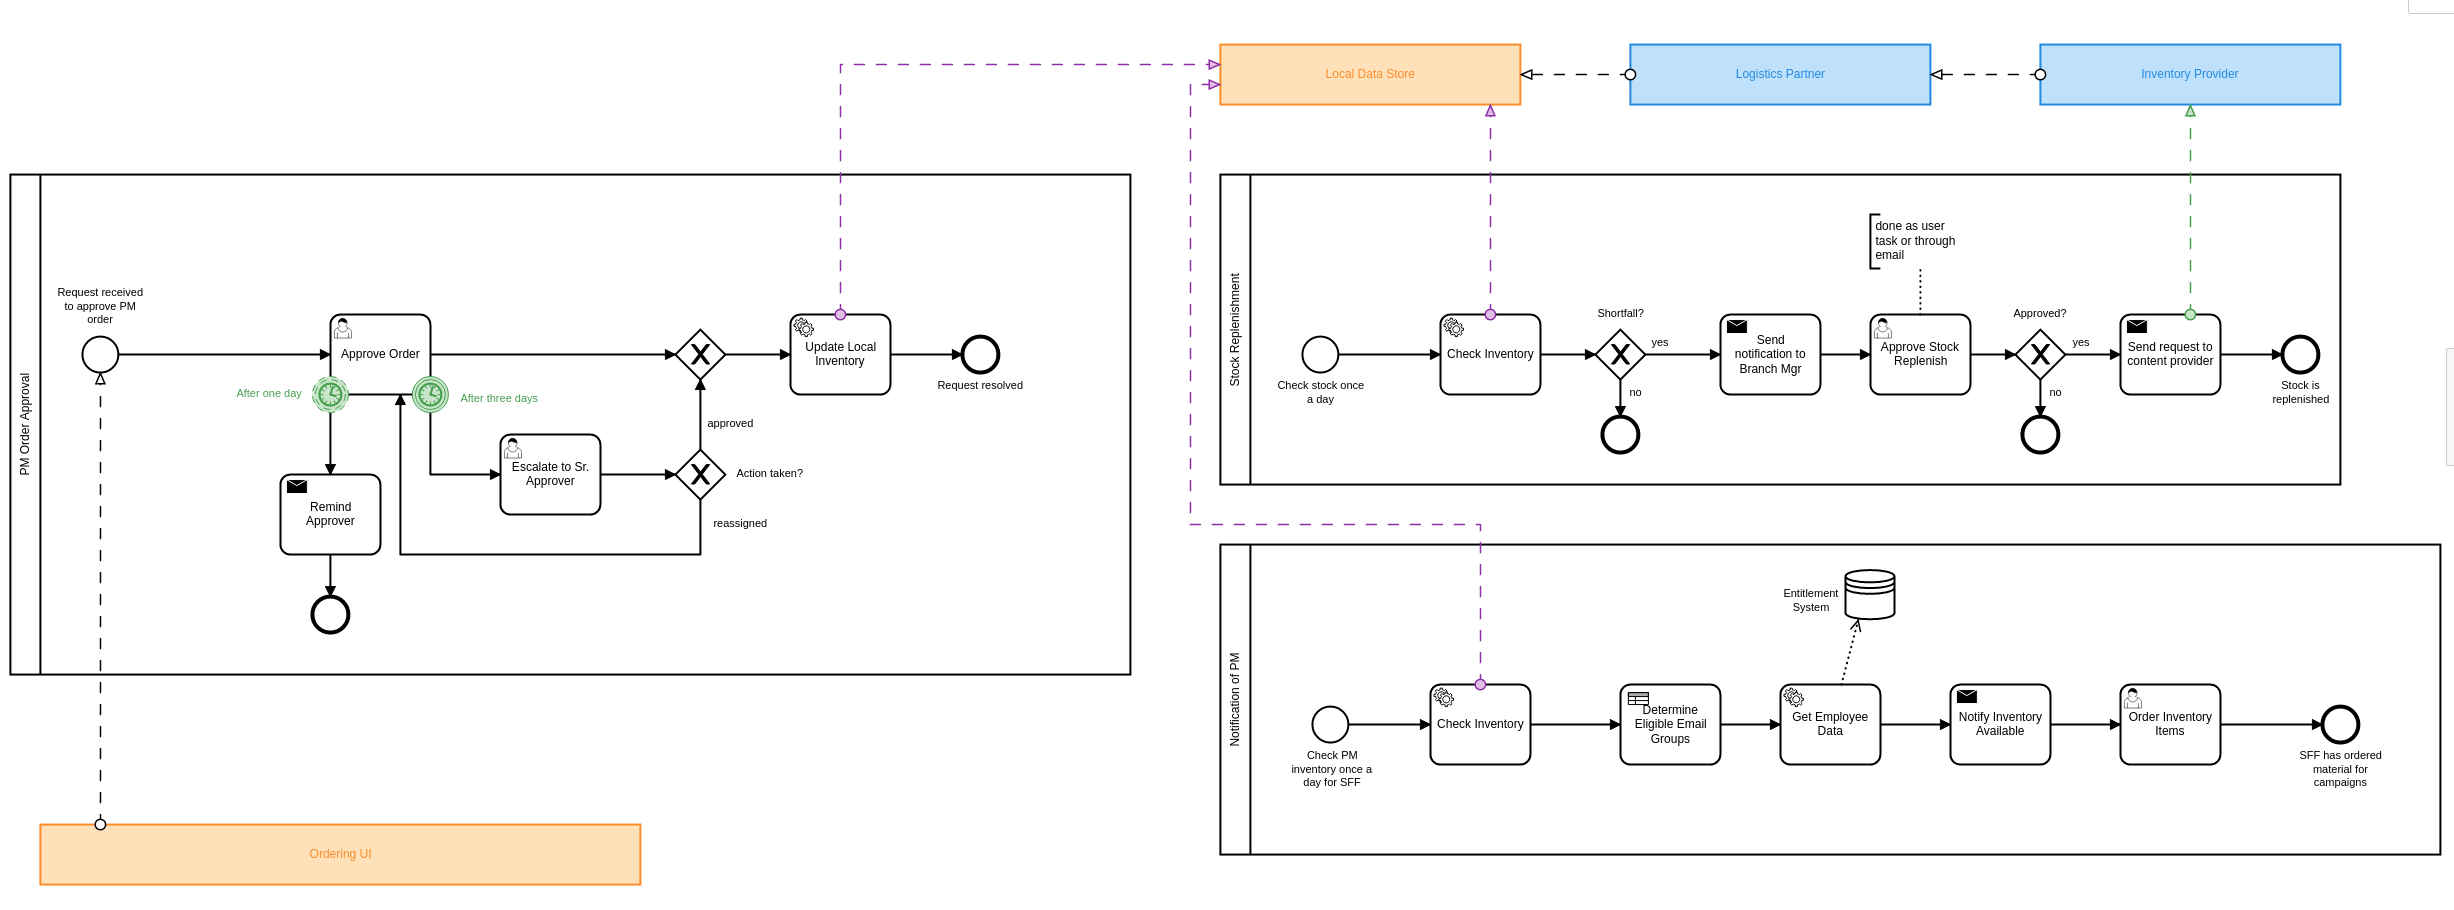 Local Data Store
Logistics Partner
Inventory Provider
PM Order Approval
Request received
to approve PM
order
Approve Order
After one day
After three days
Remind
Approver
Escalate to Sr.
Approver
approved
Action taken?
reassigned
Update Local
Inventory
Request resolved
Ordering UI
Stock Replenishment
Check stock once
a day
Check Inventory
Shortfall?
yes
no
Send
notification to
Branch Mgr
done as user
task or through
email
Approve Stock
Replenish
Approved?
yes
no
Send request to
content provider
Stock is
replenished
Notification of PM
Check PM
inventory once a
day for SFF
Check Inventory
Determine
Eligible Email
Groups
Entitlement
System
Get Employee
Data
Notify Inventory
Available
Order Inventory
Items
SFF has ordered
material for
campaigns